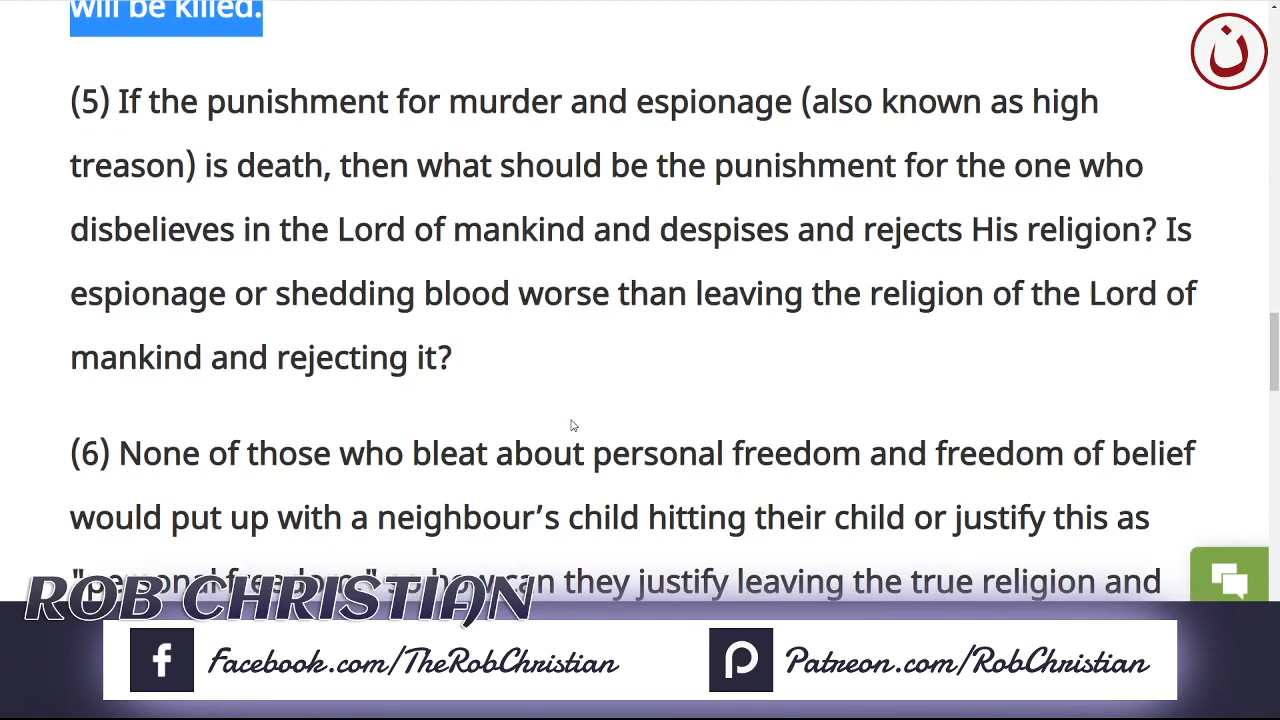 will be killed.
(5) If the punishment for murder and espionage (also known as high
treason) is death, then what should be the punishment for the one who
disbelieves in the Lord of mankind and despises and rejects His religion? Is
espionage or shedding blood worse than leaving the religion of the Lord of
mankind and rejecting it?
(6) None of those who bleat about personal freedom and freedom of belief
would put up with a neighbour’s child hitting their child or justify this as
"personal freedom," so how can they justify leaving the true religion and
ROB CHRISTIAN
Facebook.com/TheRobChristian
Patreon.com/RobChristian
ن